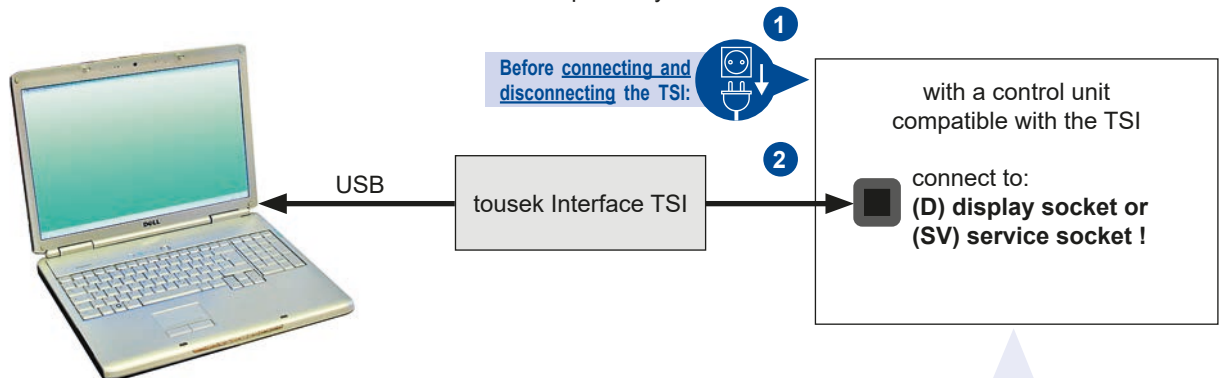 1
Before connecting and
disconnecting the TSI:
with a control unit
compatible with the TSI
2
USB
tousek Interface TSI
connect to:
(D) display socket or
(SV) service socket !
DELL